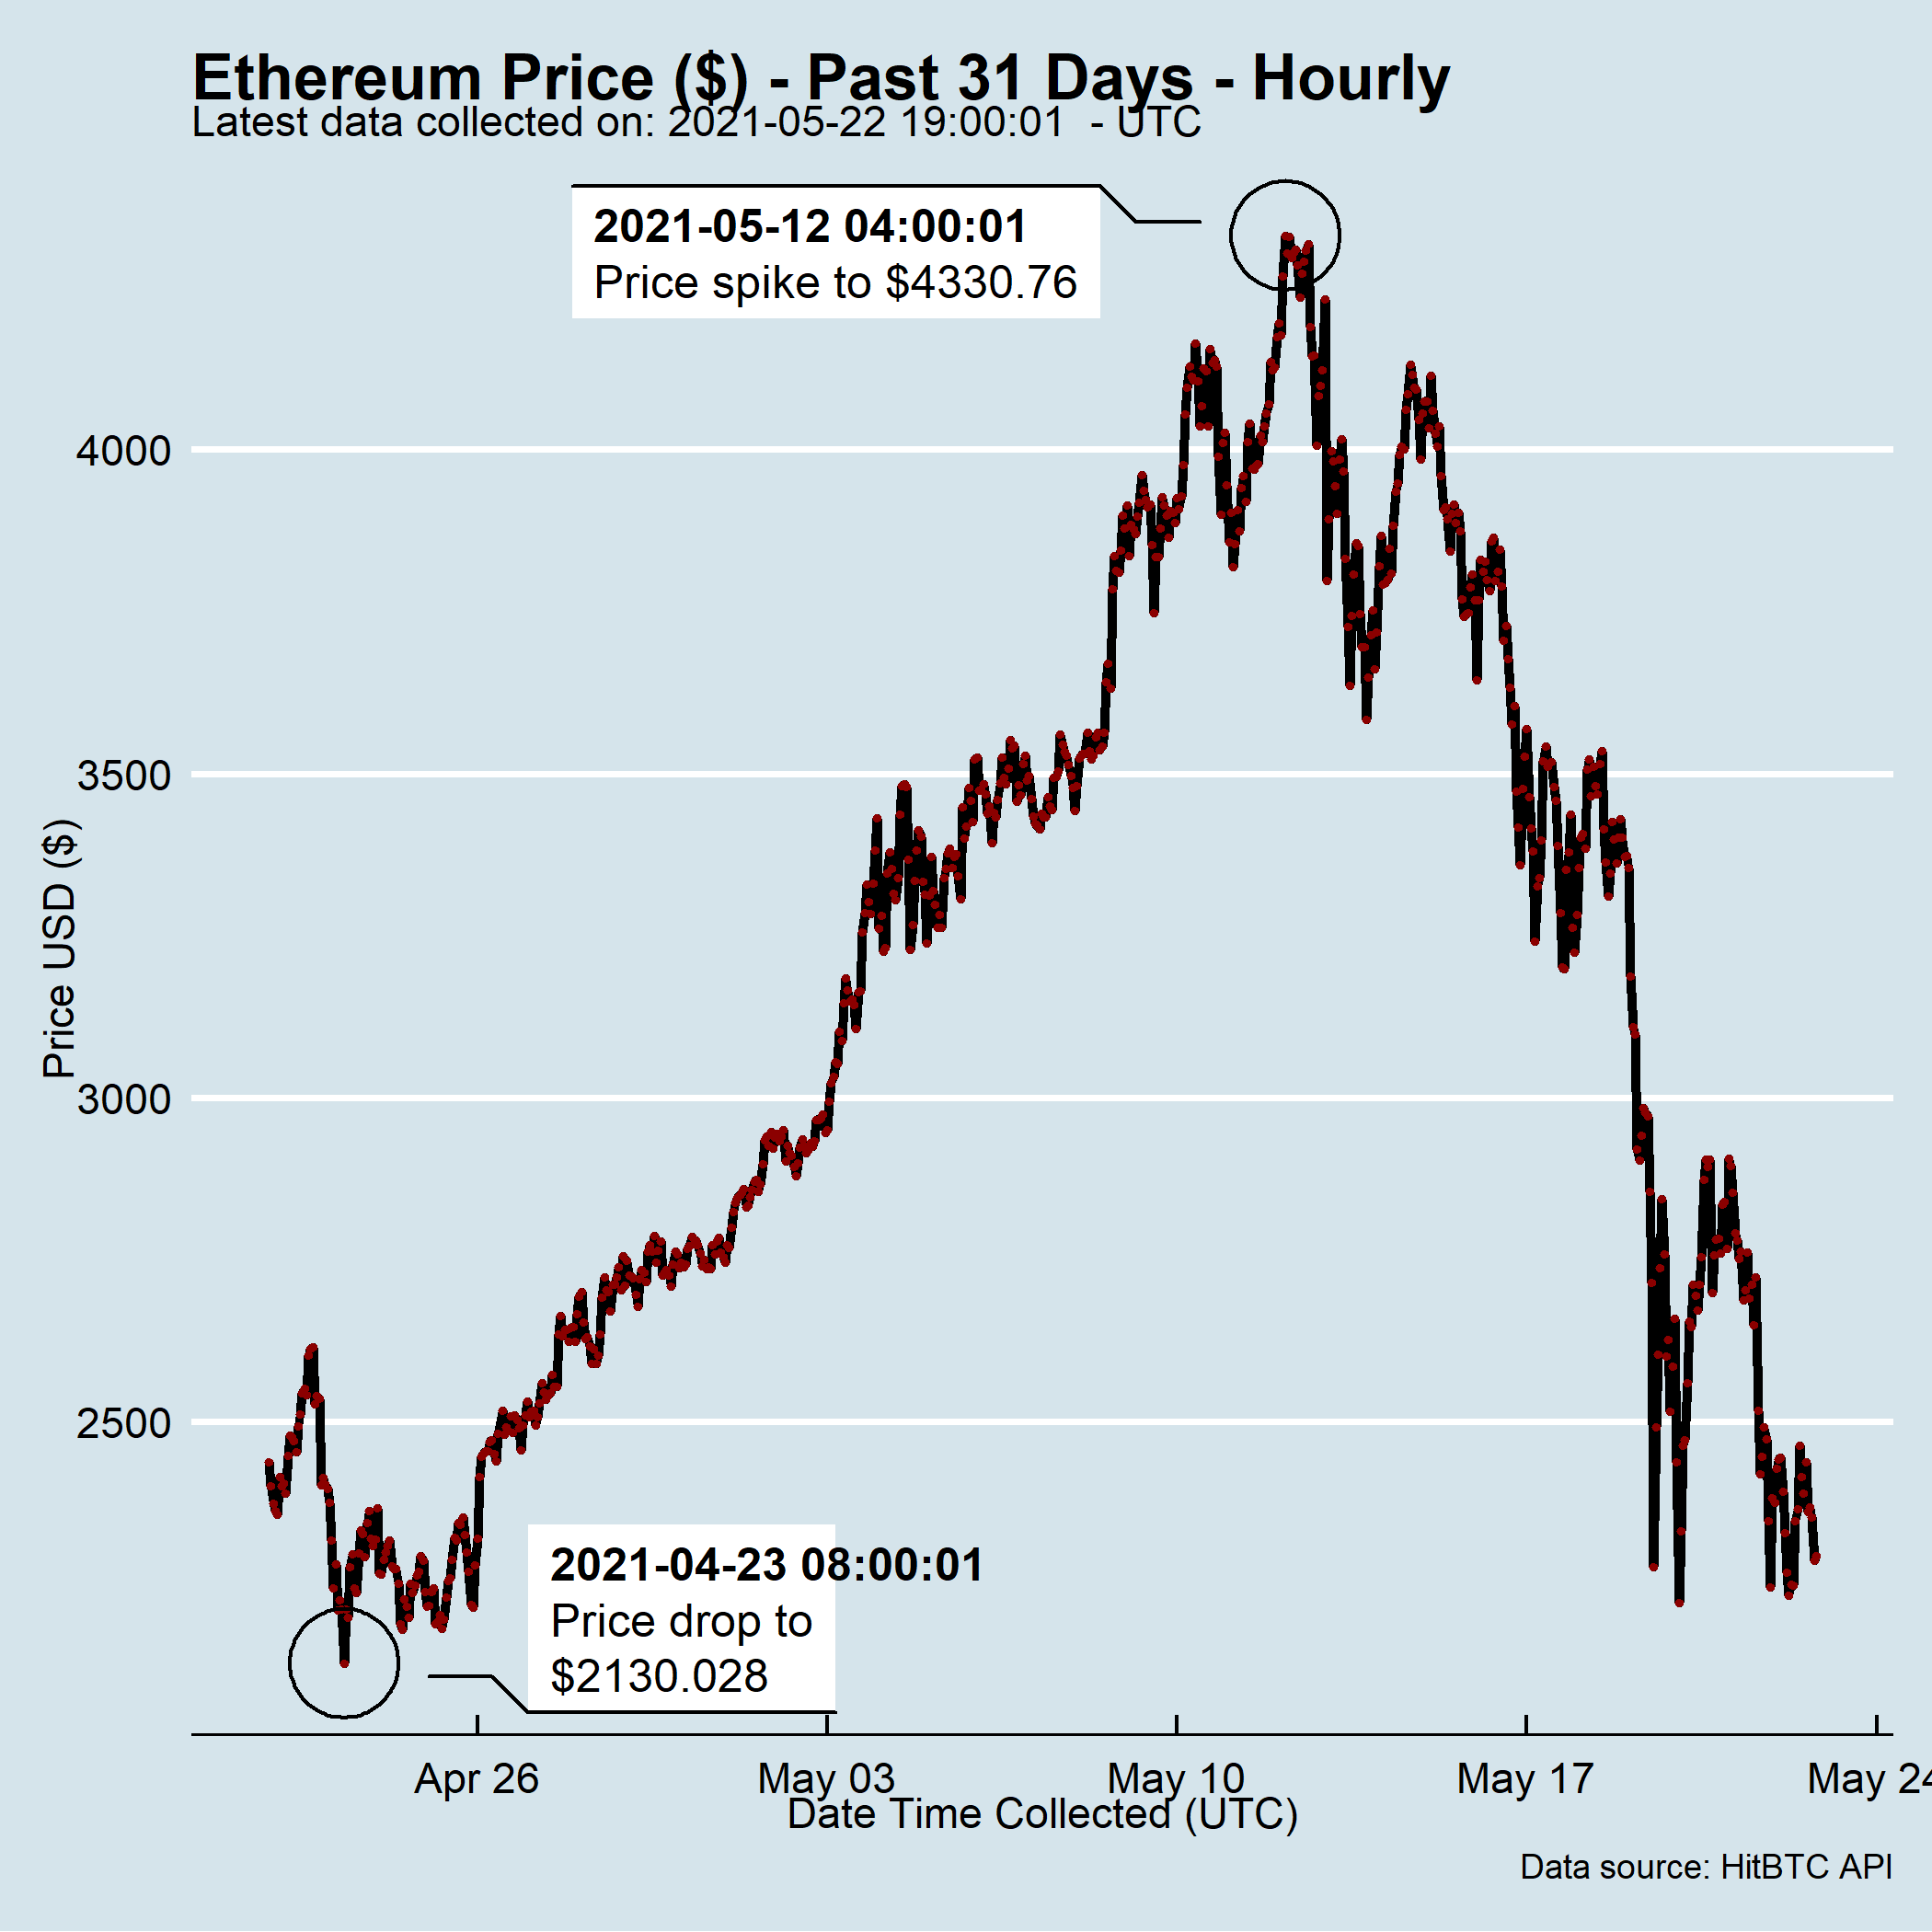 Ethereum Price ($) - Past 31 Days - Hourly
Latest data collected on: 2021-05-22 19:00:01  - UTC
2021-05-12 04:00:01
Price spike to $4330.76
4000
3500
3000
2500
Price USD ($)
2021-04-23 08:00:01
Price drop to
$2130.028
Apr 26
May 03
May 10
May 17
May 24
Date Time Collected (UTC)
Data source: HitBTC API